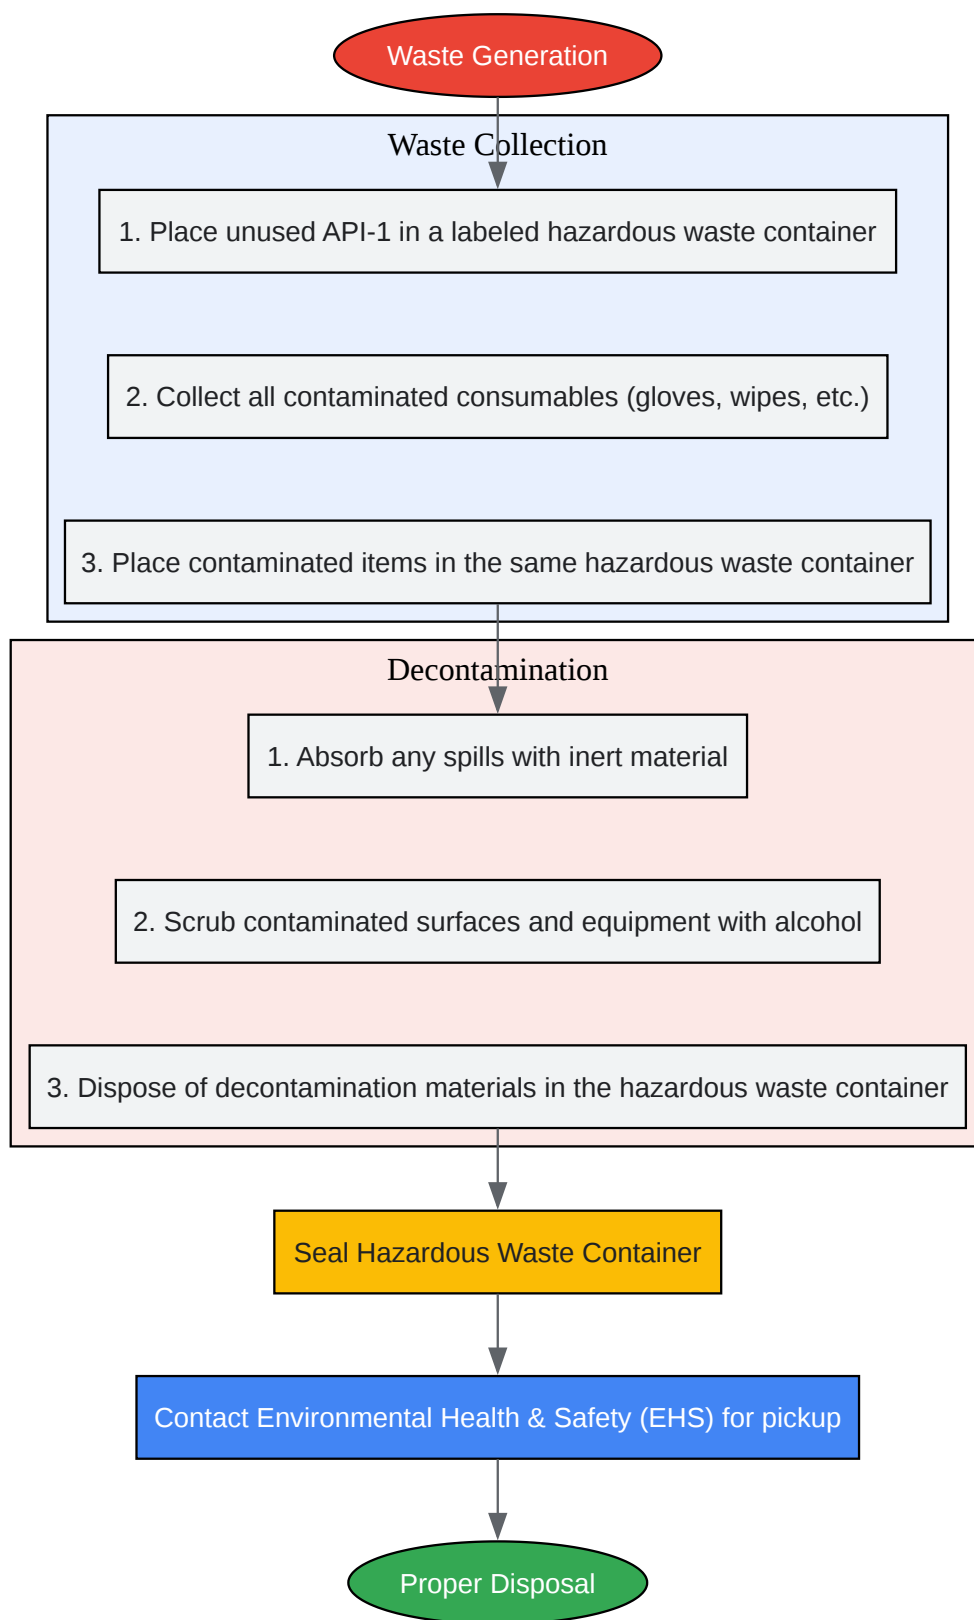 Waste Generation
Waste Collection
1. Place unused API-1 in a labeled hazardous waste container
2. Collect all contaminated consumables (gloves, wipes, etc.)
3. Place contaminated items in the same hazardous waste container
Decontamination
1. Absorb any spills with inert material
2. Scrub contaminated surfaces and equipment with alcohol
3. Dispose of decontamination materials in the hazardous waste container
Seal Hazardous Waste Container
Contact Environmental Health & Safety (EHS) for pickup
Proper Disposal